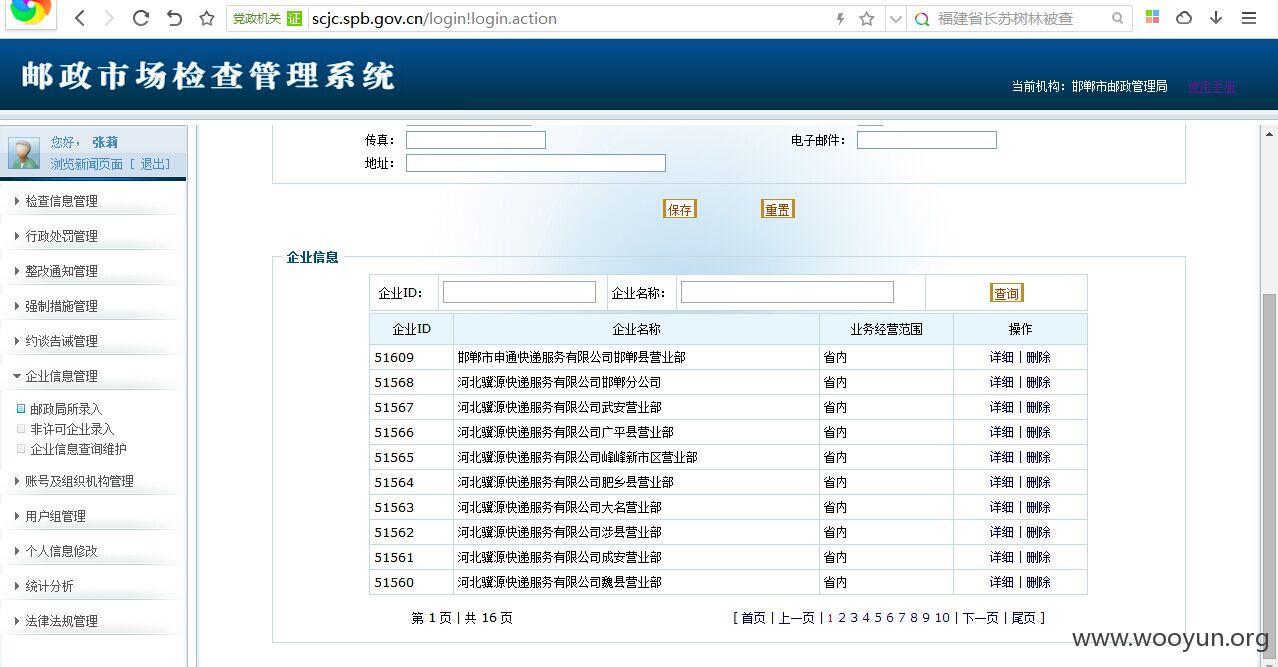 党政机关 证 scjc.spb.gov.cn/login!login.action 福建省长苏树林被查
邮政市场检查管理系统
当前机构：邯郸市邮政管理局 使用手册
您好， 张莉
浏览新闻页面 [ 退出]
检查信息管理
行政处罚管理
整改通知管理
强制措施管理
约谈告诫管理
企业信息管理
邮政局所录入
非许可企业录入
企业信息查询维护
账号及组织机构管理
用户组管理
个人信息修改
统计分析
法律法规管理
传真： 电子邮件：
地址：
保存 重置
企业信息
企业ID： 企业名称： 查询
企业ID 企业名称 业务经营范围 操作
51609 邯郸市申通快递服务有限公司邯郸县营业部 省内 详细 | 删除
51568 河北骥源快递服务有限公司邯郸分公司 省内 详细 | 删除
51567 河北骥源快递服务有限公司武安营业部 省内 详细 | 删除
51566 河北骥源快递服务有限公司广平县营业部 省内 详细 | 删除
51565 河北骥源快递服务有限公司峰峰新市区营业部 省内 详细 | 删除
51564 河北骥源快递服务有限公司肥乡县营业部 省内 详细 | 删除
51563 河北骥源快递服务有限公司大名营业部 省内 详细 | 删除
51562 河北骥源快递服务有限公司涉县营业部 省内 详细 | 删除
51561 河北骥源快递服务有限公司成安营业部 省内 详细 | 删除
51560 河北骥源快递服务有限公司魏县营业部 省内 详细 | 删除
第 1 页 | 共 16 页 [ 首页 | 上一页 | 1 2 3 4 5 6 7 8 9 10 | 下一页 | 尾页 ]
www.wooyun.org